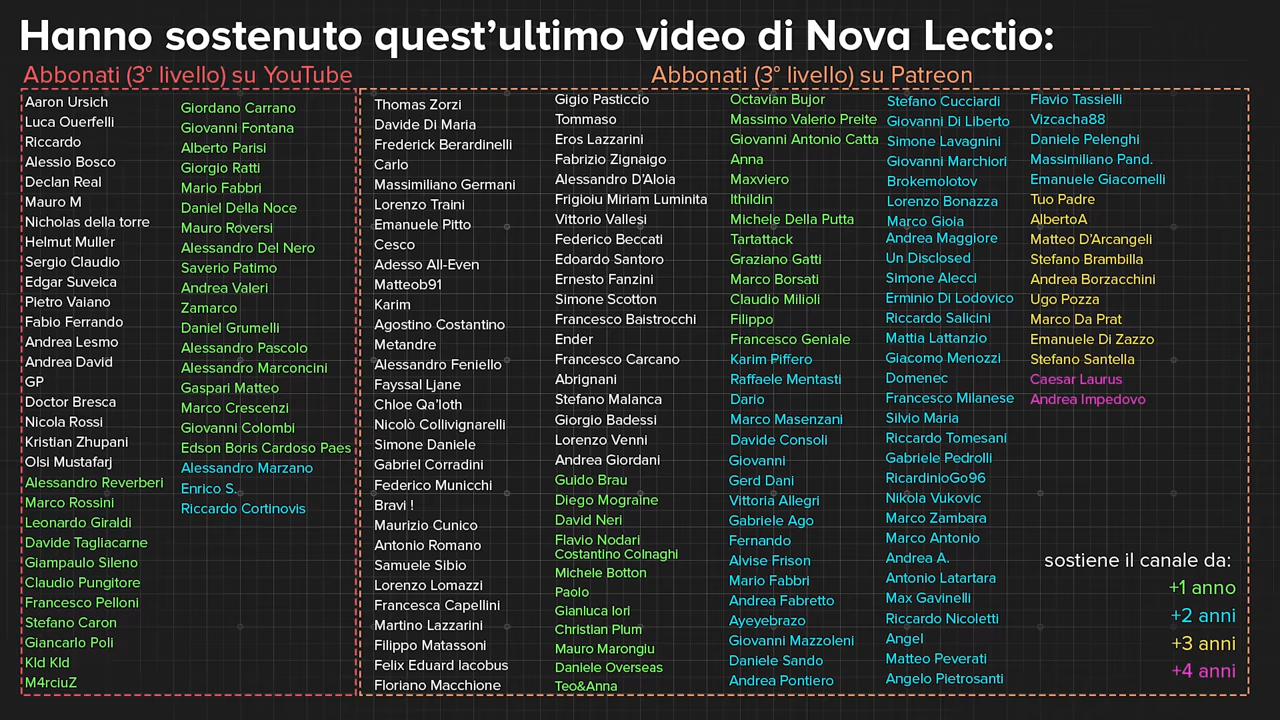 Hanno sostenuto quest'ultimo video di Nova Lectio:
Abbonati (3° livello) su YouTube
Aaron Ursich
Luca Ouerfelli
Riccardo
Alessio Bosco
Declan Real
Mauro M
Nicholas della torre
Helmut Muller
Sergio Claudio
Edgar Suveica
Pietro Vaiano
Fabio Ferrando
Andrea Lesmo
Andrea David
GP
Doctor Bresca
Nicola Rossi
Kristian Zhupani
Olsi Mustafarj
Alessandro Reverberi
Marco Rossini
Leonardo Giraldi
Davide Tagliacarne
Giampaulo Sileno
Claudio Pungitore
Francesco Pelloni
Stefano Caron
Giancarlo Poli
KId KId
M4rciuZ
Giordano Carrano
Giovanni Fontana
Alberto Parisi
Giorgio Ratti
Mario Fabbri
Daniel Della Noce
Mauro Roversi
Alessandro Del Nero
Saverio Patimo
Andrea Valeri
Zamarco
Daniel Grumelli
Alessandro Pascolo
Alessandro Marconcini
Gaspari Matteo
Marco Crescenzi
Giovanni Colombi
Edson Boris Cardoso Paes
Alessandro Marzano
Enrico S.
Riccardo Cortinovis
Abbonati (3° livello) su Patreon
Thomas Zorzi
Davide Di Maria
Frederick Berardinelli
Carlo
Massimiliano Germani
Lorenzo Traini
Emanuele Pitto
Cesco
Adesso All-Even
Matteob91
Karim
Agostino Costantino
Metandre
Alessandro Feniello
Fayssal Ljane
Chloe Qa'loth
Nicolò Collivignarelli
Simone Daniele
Gabriel Corradini
Federico Municchi
Bravi !
Maurizio Cunico
Antonio Romano
Samuele Sibio
Lorenzo Lomazzi
Francesca Capellini
Martino Lazzarini
Filippo Matassoni
Felix Eduard Iacobus
Floriano Macchione
Gigio Pasticcio
Tommaso
Eros Lazzarini
Fabrizio Zignaigo
Alessandro D'Aloia
Frigioiu Miriam Luminita
Vittorio Vallesi
Federico Beccati
Edoardo Santoro
Ernesto Fanzini
Simone Scotton
Francesco Baistrocchi
Ender
Francesco Carcano
Abrignani
Stefano Malanca
Giorgio Badessi
Lorenzo Venni
Andrea Giordani
Guido Brau
Diego Mograine
David Neri
Flavio Nodari
Costantino Colnaghi
Michele Botton
Paolo
Gianluca Iori
Christian Plum
Mauro Marongiu
Daniele Overseas
Teo&Anna
Octavian Bujor
Massimo Valerio Preite
Giovanni Antonio Catta
Anna
Maxviero
Ithildin
Michele Della Putta
Tartattack
Graziano Gatti
Marco Borsati
Claudio Milioli
Filippo
Francesco Geniale
Karim Piffero
Raffaele Mentasti
Dario
Marco Masenzani
Davide Consoli
Giovanni
Gerd Dani
Vittoria Allegri
Gabriele Ago
Fernando
Alvise Frison
Mario Fabbri
Andrea Fabretto
Ayeyebrazo
Giovanni Mazzoleni
Daniele Sando
Andrea Pontiero
Stefano Cucciardi
Giovanni Di Liberto
Simone Lavagnini
Giovanni Marchiori
Brokemolotov
Lorenzo Bonazza
Marco Gioia
Andrea Maggiore
Un Disclosed
Simone Alecci
Erminio Di Lodovico
Riccardo Salicini
Mattia Lattanzio
Giacomo Menozzi
Domenec
Francesco Milanese
Silvio Maria
Riccardo Tomesani
Gabriele Pedrolli
RicardinioGo96
Nikola Vukovic
Marco Zambara
Marco Antonio
Andrea A.
Antonio Latartara
Max Gavinelli
Riccardo Nicoletti
Angel
Matteo Peverati
Angelo Pietrosanti
Flavio Tassielli
Vizcacha88
Daniele Pelenghi
Massimiliano Pand.
Emanuele Giacomelli
Tuo Padre
AlbertoA
Matteo D'Arcangeli
Stefano Brambilla
Andrea Borzacchini
Ugo Pozza
Marco Da Prat
Emanuele Di Zazzo
Stefano Santella
Caesar Laurus
Andrea Impedovo
sostiene il canale da:
+1 anno
+2 anni
+3 anni
+4 anni